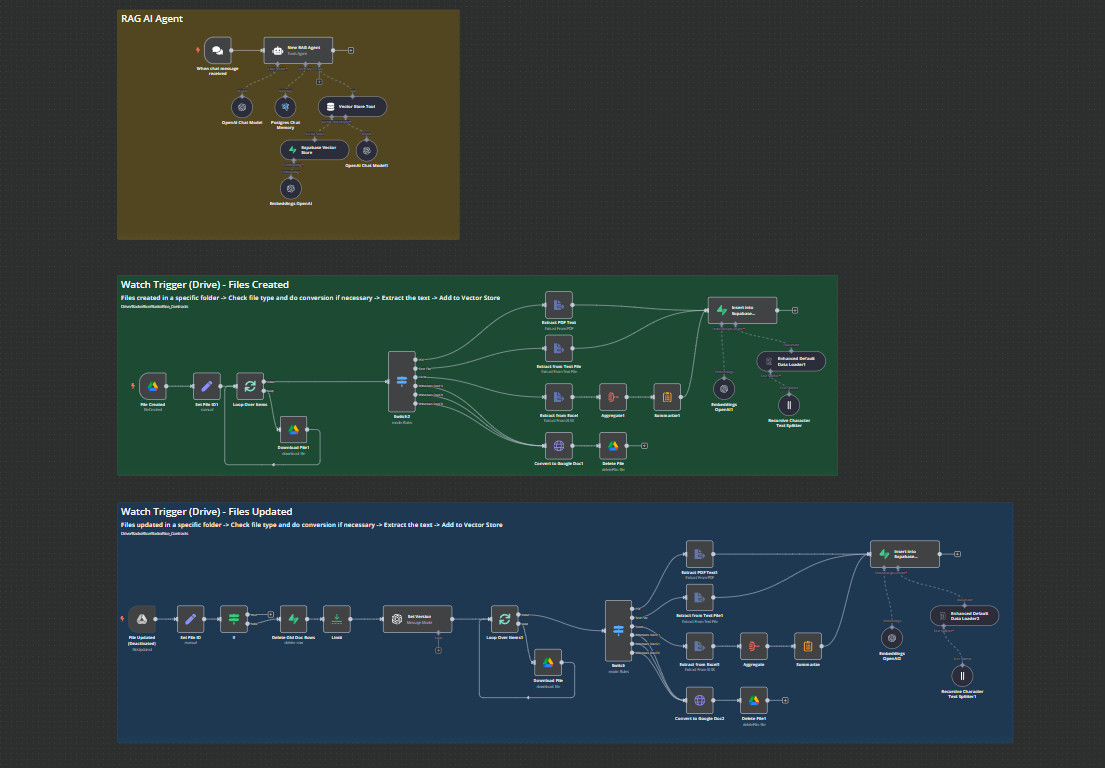 RAG AI Agent
When chat message
received
New RAG Agent
Tools Agent
OpenAI Chat Model
Postgres Chat
Memory
Vector Store Tool
Supabase Vector
Store
OpenAI Chat Model1
Embeddings OpenAI
Watch Trigger (Drive) - Files Created
Files created in a specific folder -> Check file type and do conversion if necessary -> Extract the text -> Add to Vector Store
File Created
fileCreated
Set File ID1
manual
Loop Over Items
Download File1
download: file
Switch2
mode: Rules
Extract PDF Text
Extract From PDF
Extract from Text File
Extract From Text File
Extract from Excel
Extract From XLSX
Aggregate1
Summarize1
Convert to Google Doc1
Delete File
deleteFile: file
Insert into
Supabase...
Embeddings
OpenAI1
Enhanced Default
Data Loader1
Recursive Character
Text Splitter
Watch Trigger (Drive) - Files Updated
Files updated in a specific folder -> Check file type and do conversion if necessary -> Extract the text -> Add to Vector Store
File Updated
(Deactivated)
fileUpdated
Set File ID
manual
If
Delete Old Doc Rows
delete: row
Limit
Get Version
Message Model
Loop Over Items1
Download File
download: file
Switch
mode: Rules
Extract PDF Text1
Extract From PDF
Extract from Text File1
Extract From Text File
Extract from Excel1
Extract From XLSX
Aggregate
Summarize
Convert to Google Doc2
Delete File1
deleteFile: file
Insert into
Supabase...
Embeddings
OpenAI2
Enhanced Default
Data Loader2
Recursive Character
Text Splitter1